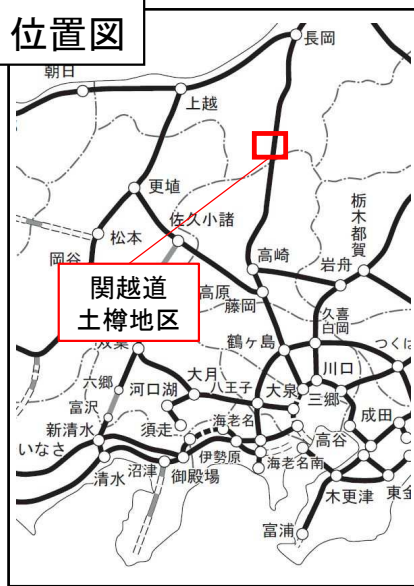 位置図
長岡
朝日
上越
更埴
栃木都賀
佐久小諸
松本
岡谷
高崎
岩舟
関越道
土樽地区
高原
藤岡
久喜
白岡
双葉
鶴ヶ島
つくば
川口
六郷
河口湖
大月
八王子
大泉
三郷
成田
富沢
いなさ
新清水
須走
海老名
高谷
清水
沼津
御殿場
伊勢原
海老名南
木更津
東金
富浦